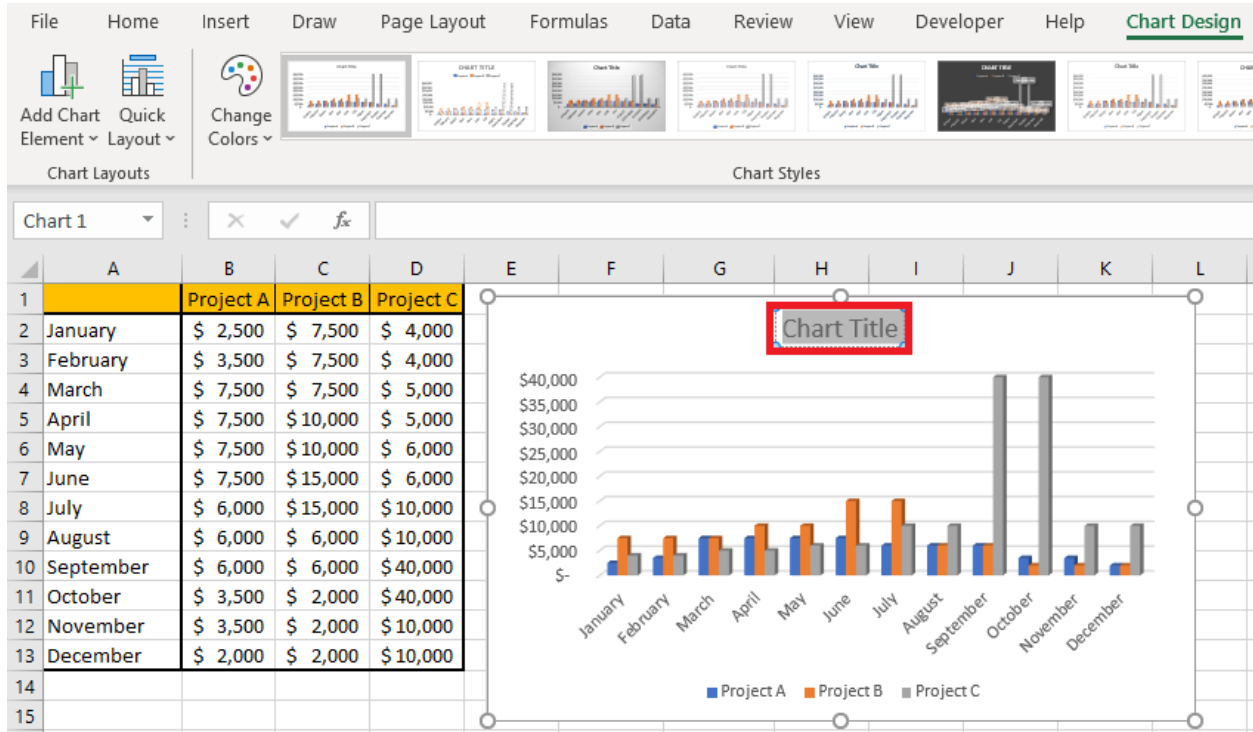 File Home Insert Draw Page Layout Formulas Data Review View Developer Help Chart Design
Add Chart Element Quick Layout Change Colors
Chart Layouts Chart Styles
Chart 1 fx
A B C D E F G H I J K L
1 Project A Project B Project C
2 January $ 2,500 $ 7,500 $ 4,000
3 February $ 3,500 $ 7,500 $ 4,000
4 March $ 7,500 $ 7,500 $ 5,000
5 April $ 7,500 $ 10,000 $ 5,000
6 May $ 7,500 $ 10,000 $ 6,000
7 June $ 7,500 $ 15,000 $ 6,000
8 July $ 6,000 $ 15,000 $ 10,000
9 August $ 6,000 $ 6,000 $ 10,000
10 September $ 6,000 $ 6,000 $ 40,000
11 October $ 3,500 $ 2,000 $ 40,000
12 November $ 3,500 $ 2,000 $ 10,000
13 December $ 2,000 $ 2,000 $ 10,000
14
15
Chart Title
$40,000
$35,000
$30,000
$25,000
$20,000
$15,000
$10,000
$5,000
$-
January February March April May June July August September October November December
Project A Project B Project C